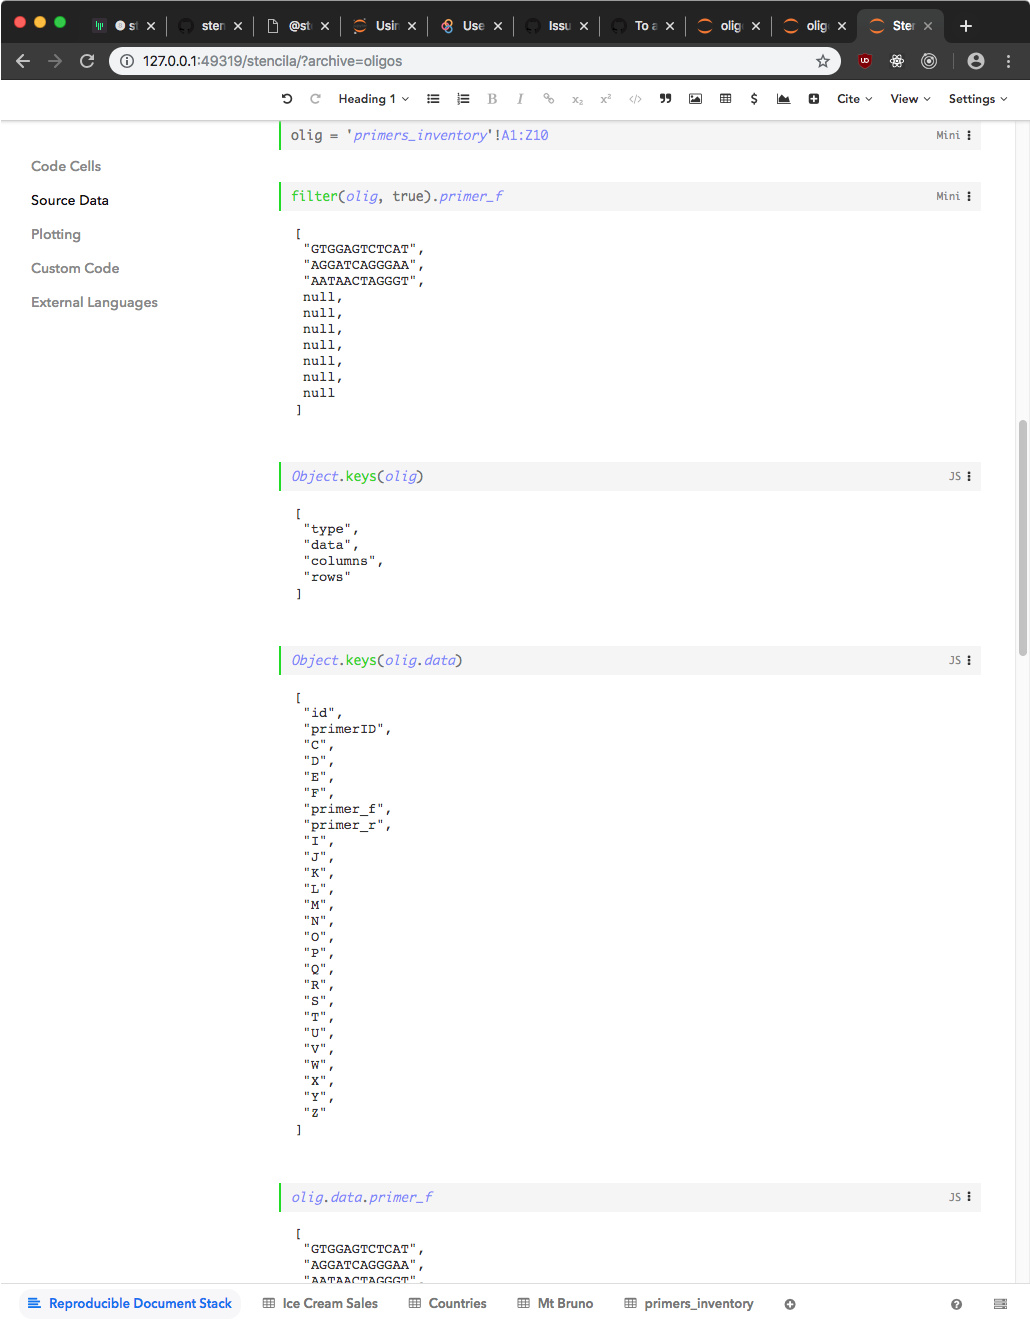 st
sten
@st
Usin
Use
Issu
To a
olig
olig
Sten
127.0.0.1:49319/stencila/?archive=oligos
Heading 1
B I x₂ x² </> $ Cite View Settings
Code Cells
Source Data
Plotting
Custom Code
External Languages
olig = 'primers_inventory'!A1:Z10
Mini
filter(olig, true).primer_f
Mini
[
"GTGGAGTCTCAT",
"AGGATCAGGGAA",
"AATAACTAGGGT",
null,
null,
null,
null,
null,
null,
null
]
Object.keys(olig)
JS
[
"type",
"data",
"columns",
"rows"
]
Object.keys(olig.data)
JS
[
"id",
"primerID",
"C",
"D",
"E",
"F",
"primer_f",
"primer_r",
"I",
"J",
"K",
"L",
"M",
"N",
"O",
"P",
"Q",
"R",
"S",
"T",
"U",
"V",
"W",
"X",
"Y",
"Z"
]
olig.data.primer_f
JS
[
"GTGGAGTCTCAT",
"AGGATCAGGGAA",
"AATAACTAGGGT",
Reproducible Document Stack
Ice Cream Sales
Countries
Mt Bruno
primers_inventory